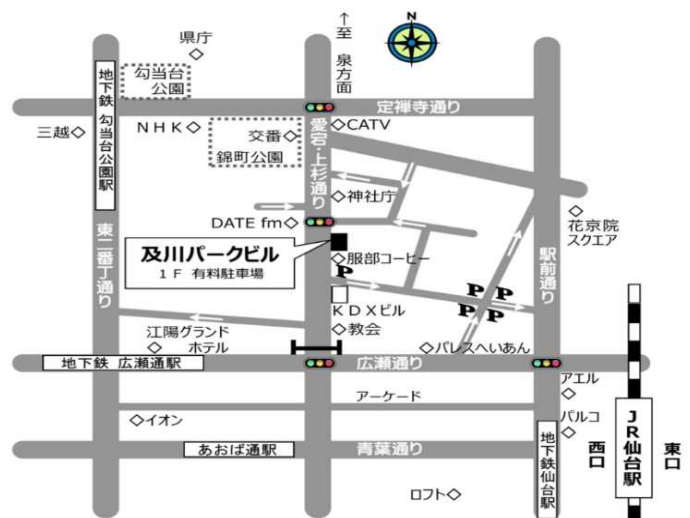 ↑至 泉方面
N
県庁
勾当台
公園
地下鉄 勾当台公園駅
定禅寺通り
三越
NHK
交番
錦町公園
CATV
愛宕・上杉通り
神社庁
DATE fm
花京院
スクエア
東二番丁通り
及川パークビル
1F 有料駐車場
服部コーヒー
駅前通り
P
P P
P P
KDXビル
教会
江陽グランド
ホテル
パレスへいあん
地下鉄 広瀬通駅
広瀬通り
アエル
アーケード
イオン
パルコ
あおば通駅
青葉通り
地下鉄仙台駅
西口
JR仙台駅
東口
ロフト